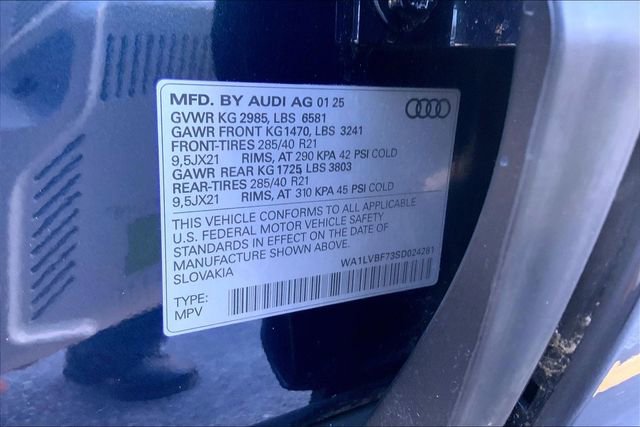 MFD. BY AUDI AG 01 25
GVWR KG 2985, LBS 6581
GAWR FRONT KG1470, LBS 3241
FRONT-TIRES 285/40 R21
9,5JX21 RIMS, AT 290 KPA 42 PSI COLD
GAWR REAR KG 1725 LBS 3803
REAR-TIRES 285/40 R21
9,5JX21 RIMS, AT 310 KPA 45 PSI COLD
THIS VEHICLE CONFORMS TO ALL APPLICABLE
U.S. FEDERAL MOTOR VEHICLE SAFETY
STANDARDS IN EFFECT ON THE DATE OF
MANUFACTURE SHOWN ABOVE.
SLOVAKIA
WA1LVBF73SD024261
TYPE:
MPV